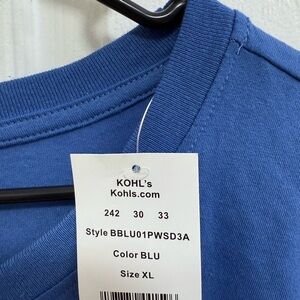 KOHL's
Kohls.com
242 30 33
Style BBLU01PWSD3A
Color BLU
Size XL